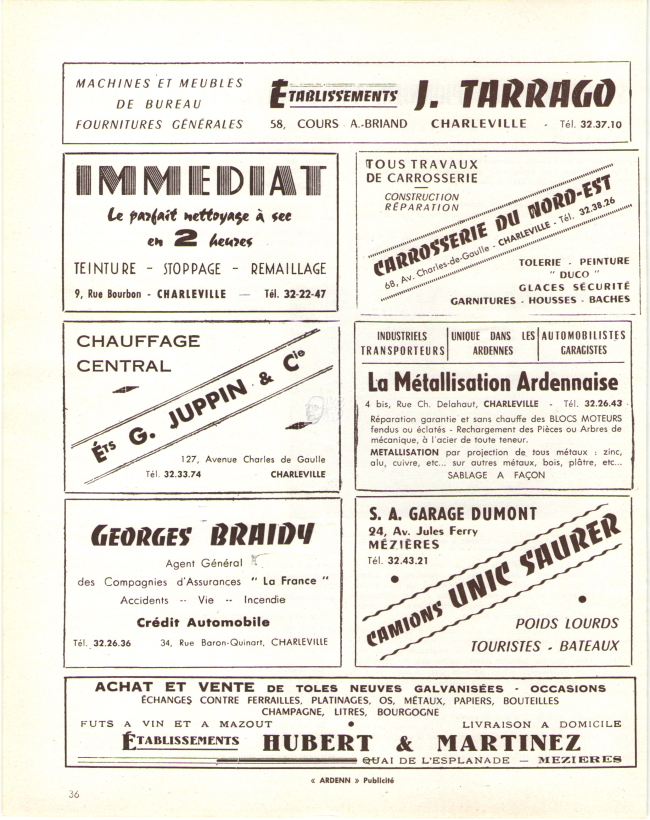 MACHINES ET MEUBLES
DE BUREAU
FOURNITURES GÉNÉRALES
ÉTABLISSEMENTS J. TARRAGO
58, COURS A.-BRIAND CHARLEVILLE - Tél. 32.37.10
IMMEDIAT
Le parfait nettoyage à sec
en 2 heures
TEINTURE - STOPPAGE - REMAILLAGE
9, Rue Bourbon - CHARLEVILLE — Tél. 32-22-47
TOUS TRAVAUX
DE CARROSSERIE
CONSTRUCTION
RÉPARATION
CARROSSERIE DU NORD-EST
68, Av. Charles-de-Gaulle - CHARLEVILLE - Tél. 32.38.26
TOLERIE - PEINTURE
" DUCO "
GLACES SÉCURITÉ
GARNITURES - HOUSSES - BACHES
CHAUFFAGE
CENTRAL
Éts G. JUPPIN & Cie
127, Avenue Charles de Gaulle
Tél. 32.33.74 CHARLEVILLE
INDUSTRIELS TRANSPORTEURS
UNIQUE DANS LES ARDENNES
AUTOMOBILISTES GARAGISTES
La Métallisation Ardennaise
4 bis, Rue Ch. Delahaut, CHARLEVILLE - Tél. 32.26.43
Réparation garantie et sans chauffe des BLOCS MOTEURS
fendus ou éclatés - Rechargement des Pièces ou Arbres de
mécanique, à l'acier de toute teneur.
METALLISATION par projection de tous métaux : zinc,
alu, cuivre, etc... sur autres métaux, bois, plâtre, etc...
SABLAGE A FAÇON
GEORGES BRAIDY
Agent Général
des Compagnies d'Assurances " La France "
Accidents -- Vie -- Incendie
Crédit Automobile
Tél. 32.26.36 34, Rue Baron-Quinart, CHARLEVILLE
S. A. GARAGE DUMONT
24, Av. Jules Ferry
MÉZIÈRES
Tél. 32.43.21
CAMIONS UNIC SAURER
POIDS LOURDS
TOURISTES - BATEAUX
ACHAT ET VENTE DE TOLES NEUVES GALVANISÉES - OCCASIONS
ÉCHANGES CONTRE FERRAILLES, PLATINAGES, OS, MÉTAUX, PAPIERS, BOUTEILLES
CHAMPAGNE, LITRES, BOURGOGNE
FUTS A VIN ET A MAZOUT • LIVRAISON A DOMICILE
ÉTABLISSEMENTS HUBERT & MARTINEZ
QUAI DE L'ESPLANADE — MEZIERES
« ARDENN » Publicité
36